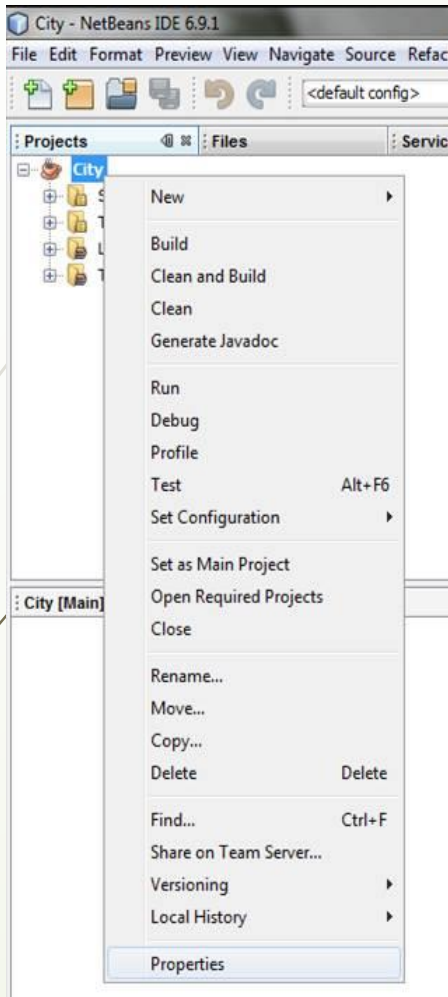 City - NetBeans IDE 6.9.1
File Edit Format Preview View Navigate Source Refac
<default config>
Projects Files Servic
City
S
T
L
T
New
Build
Clean and Build
Clean
Generate Javadoc
Run
Debug
Profile
Test Alt+F6
Set Configuration
Set as Main Project
Open Required Projects
Close
City [Main]
Rename...
Move...
Copy...
Delete Delete
Find... Ctrl+F
Share on Team Server...
Versioning
Local History
Properties